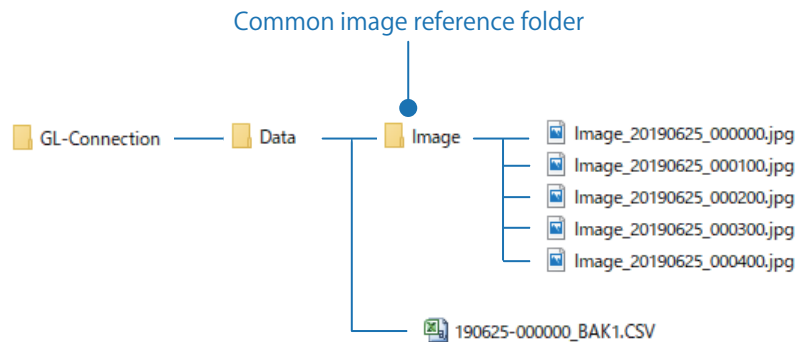 Common image reference folder
GL-Connection
Data
Image
Image_20190625_000000.jpg
Image_20190625_000100.jpg
Image_20190625_000200.jpg
Image_20190625_000300.jpg
Image_20190625_000400.jpg
190625-000000_BAK1.CSV